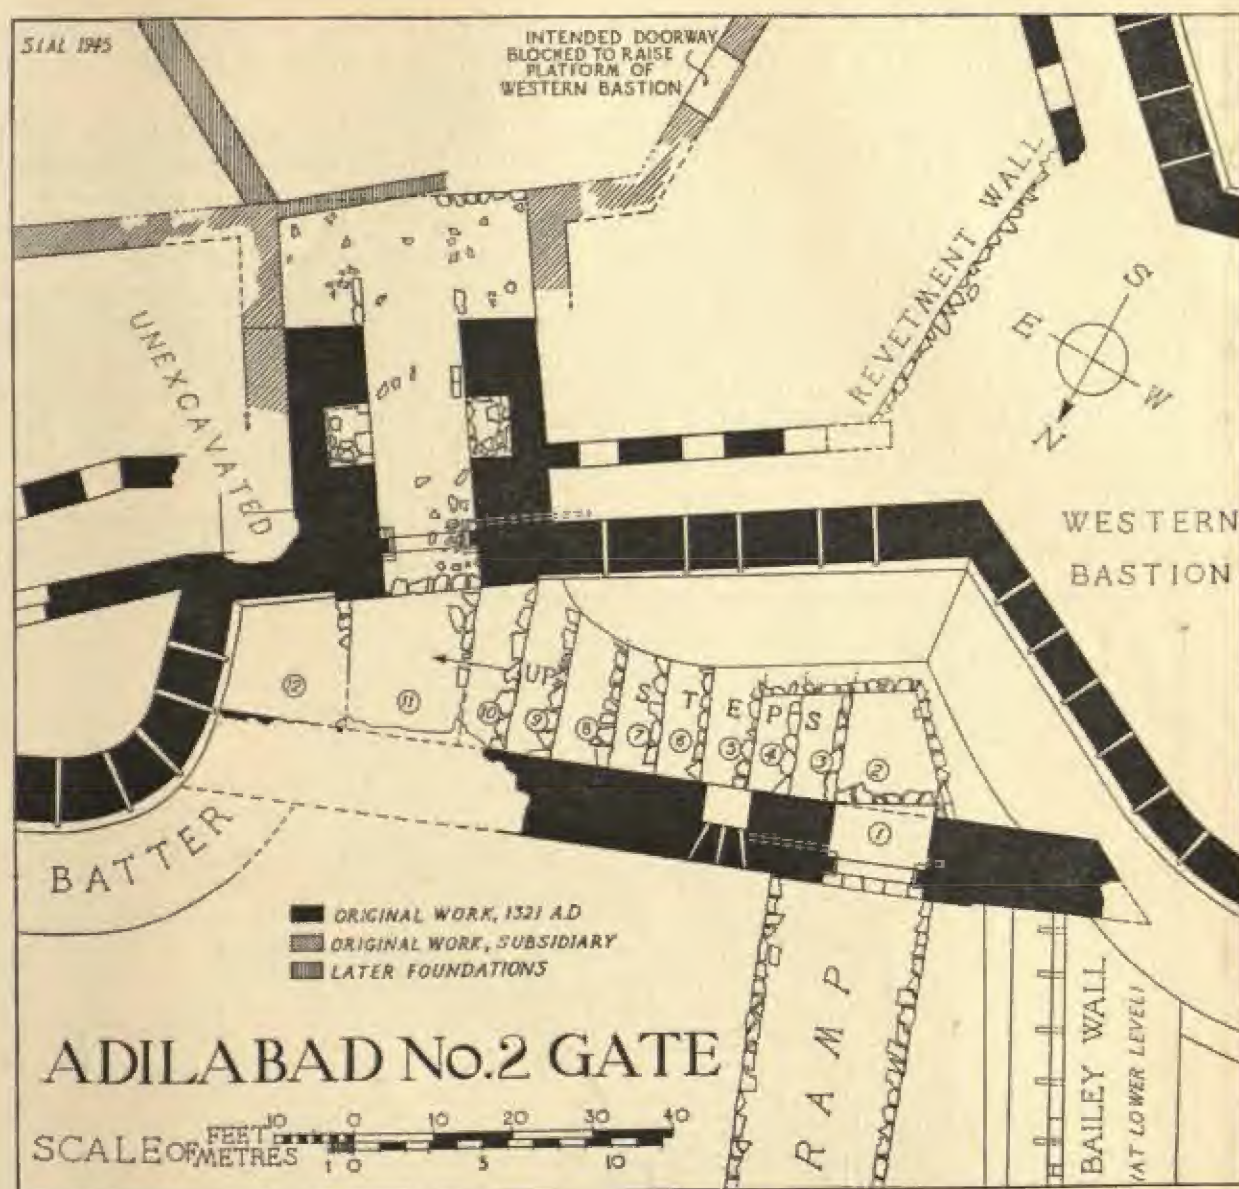 SIAL 1945
INTENDED DOORWAY
BLOCKED TO RAISE
PLATFORM OF
WESTERN BASTION
REVETMENT WALL
S
E
W
N
UNEXCAVATED
WESTERN
BASTION
UP
STEPS
12
11
10
9
8
7
6
5
4
3
2
1
BATTER
ORIGINAL WORK, 1321 A.D
ORIGINAL WORK, SUBSIDIARY
LATER FOUNDATIONS
RAMP
BAILEY WALL
(AT LOWER LEVEL)
ADILABAD No.2 GATE
SCALE OF FEET
METRES
10 0 10 20 30 40
1 0 5 10